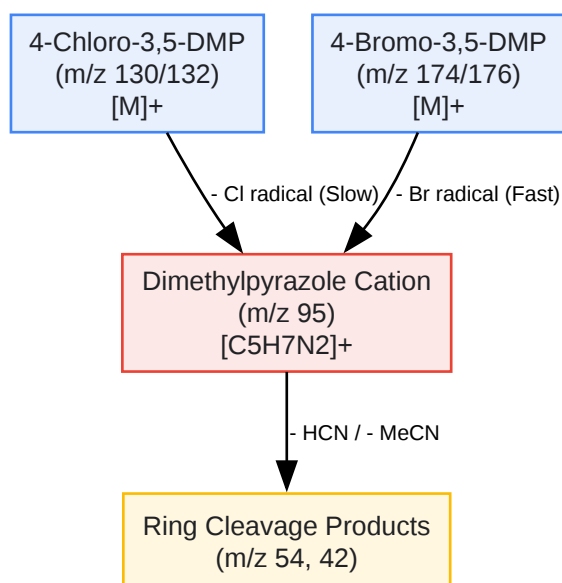 4-Chloro-3,5-DMP
(m/z 130/132)
[M]+
4-Bromo-3,5-DMP
(m/z 174/176)
[M]+
- Cl radical (Slow)
- Br radical (Fast)
Dimethylpyrazole Cation
(m/z 95)
[C5H7N2]+
- HCN / - MeCN
Ring Cleavage Products
(m/z 54, 42)